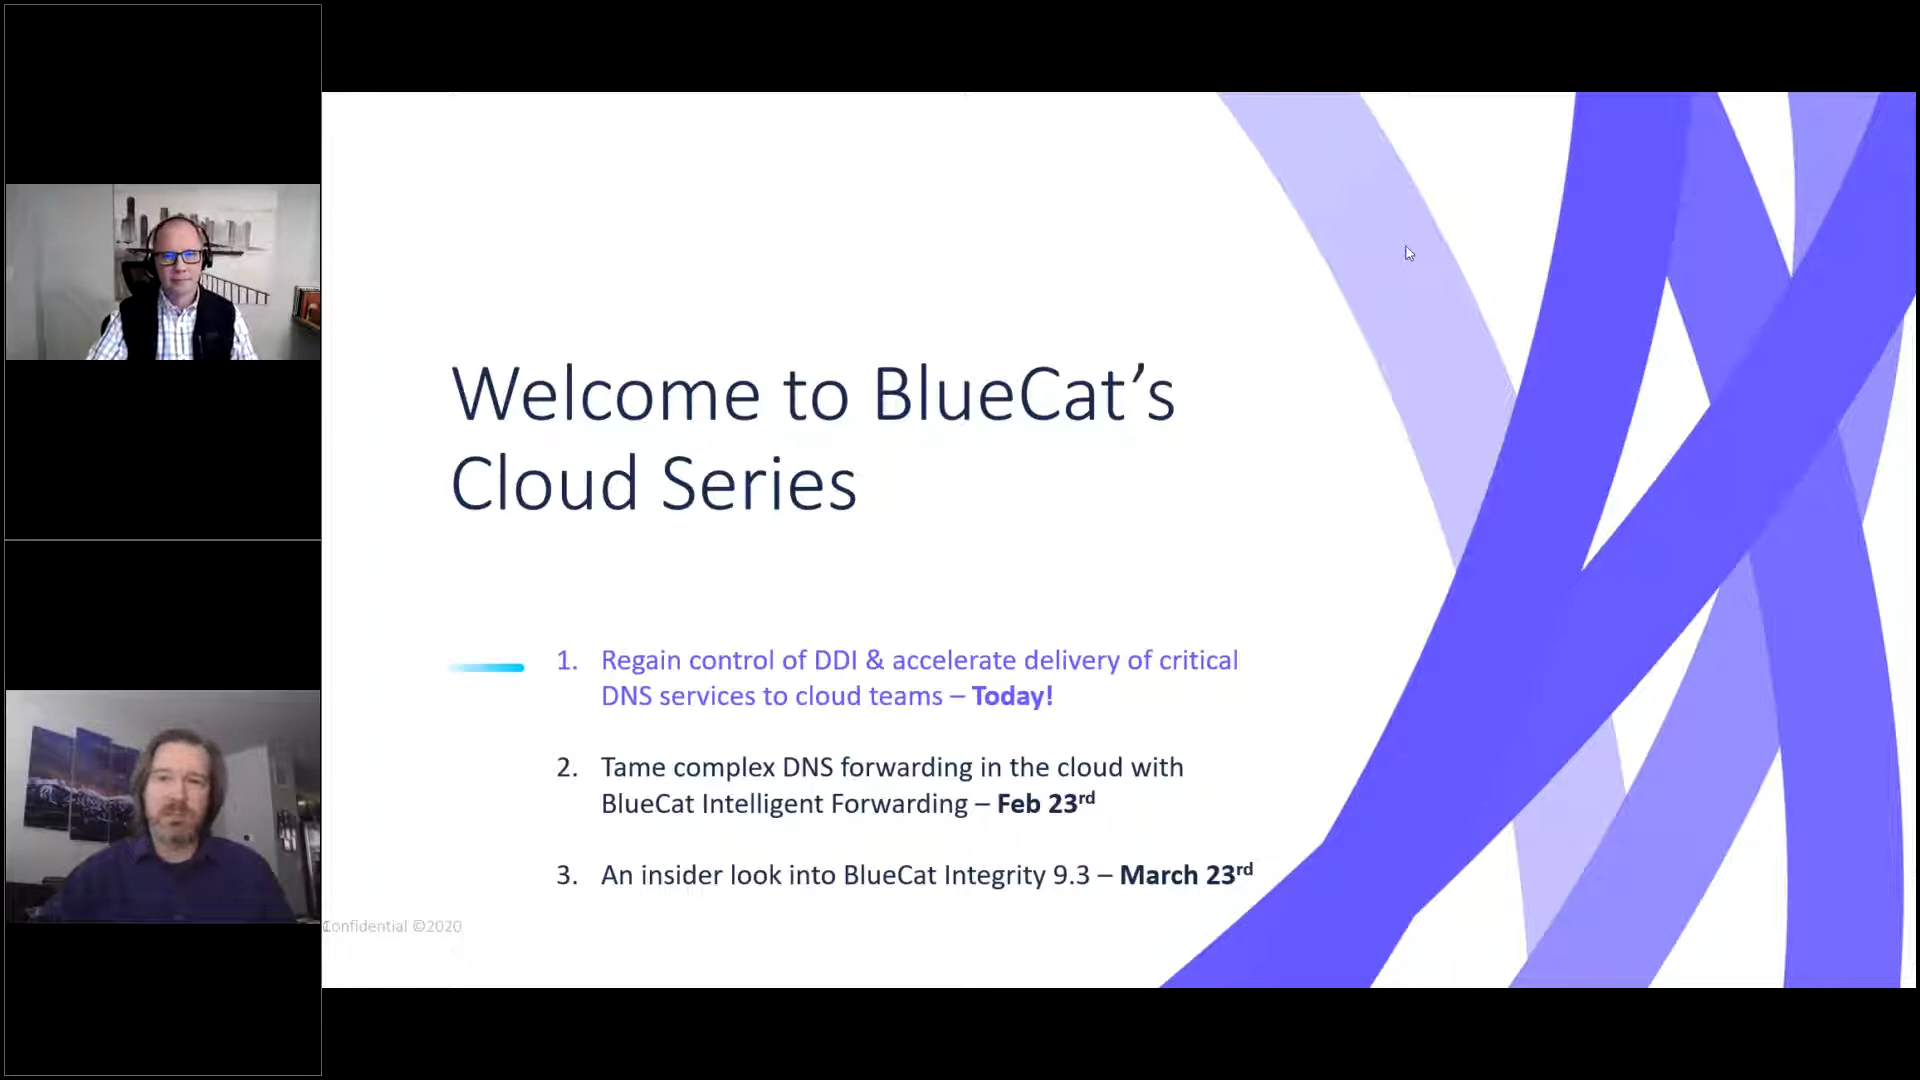 Welcome to BlueCat’s
Cloud Series
1. Regain control of DDI & accelerate delivery of critical
DNS services to cloud teams – Today!
2. Tame complex DNS forwarding in the cloud with
BlueCat Intelligent Forwarding – Feb 23rd
3. An insider look into BlueCat Integrity 9.3 – March 23rd
Confidential ©2020